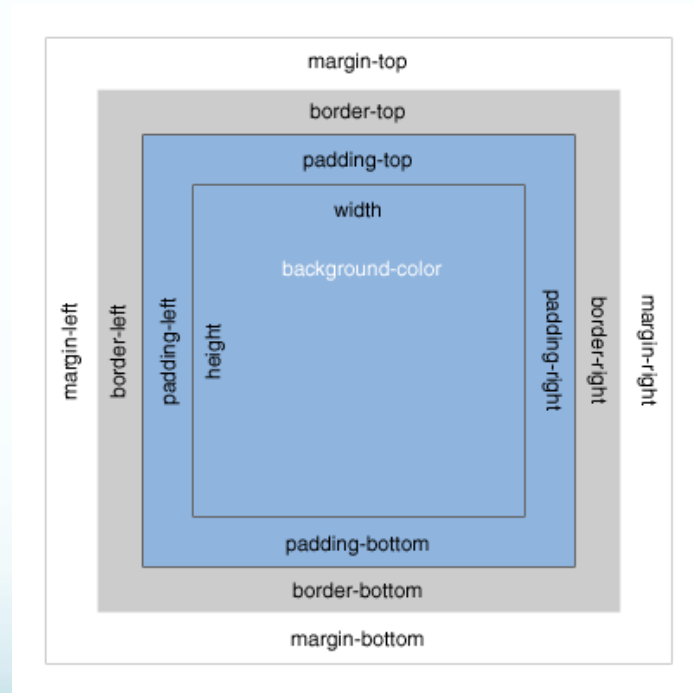 margin-top
border-top
padding-top
width
background-color
margin-left
border-left
padding-left
height
padding-right
border-right
margin-right
padding-bottom
border-bottom
margin-bottom